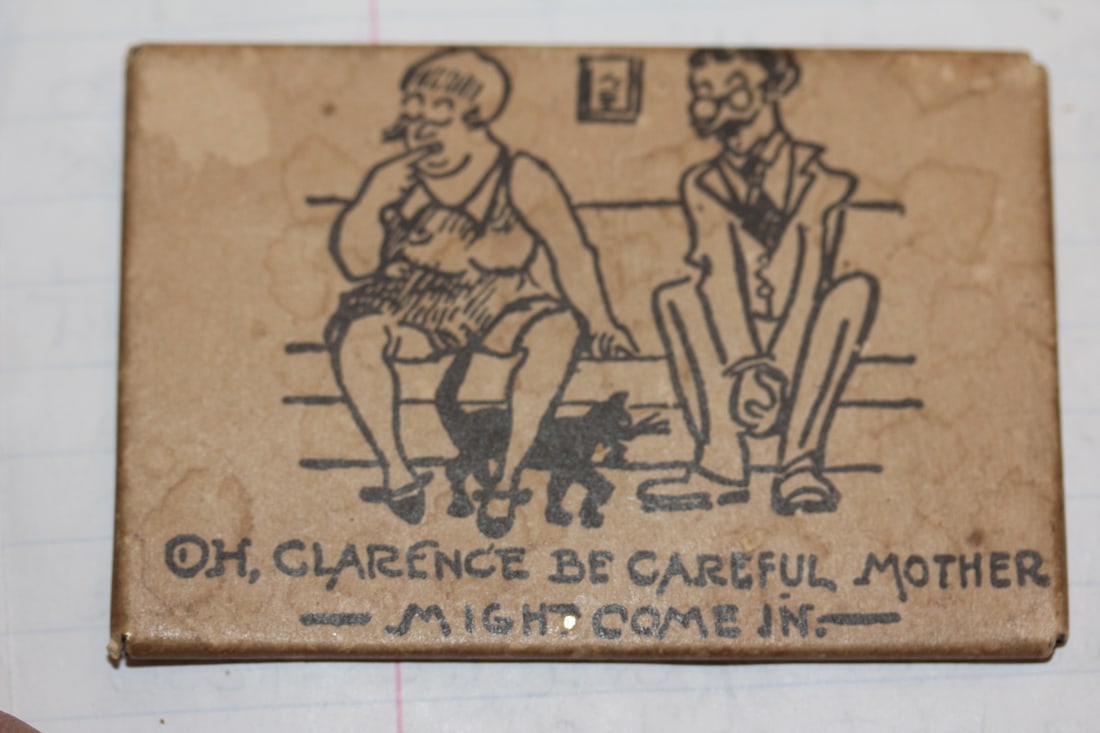 OH, CLARENCE BE CAREFUL MOTHER
— MIGHT COME IN.—